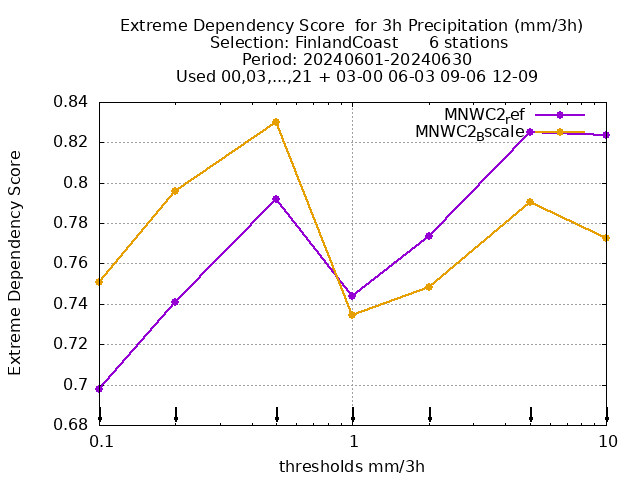 Extreme Dependency Score  for 3h Precipitation (mm/3h)
Selection: FinlandCoast      6 stations
Period: 20240601-20240630
Used 00,03,...,21 + 03-00 06-03 09-06 12-09
MNWC2ref
MNWC2Bscale
Extreme Dependency Score
0.84
0.82
0.8
0.78
0.76
0.74
0.72
0.7
0.68
0.1
1
10
thresholds mm/3h